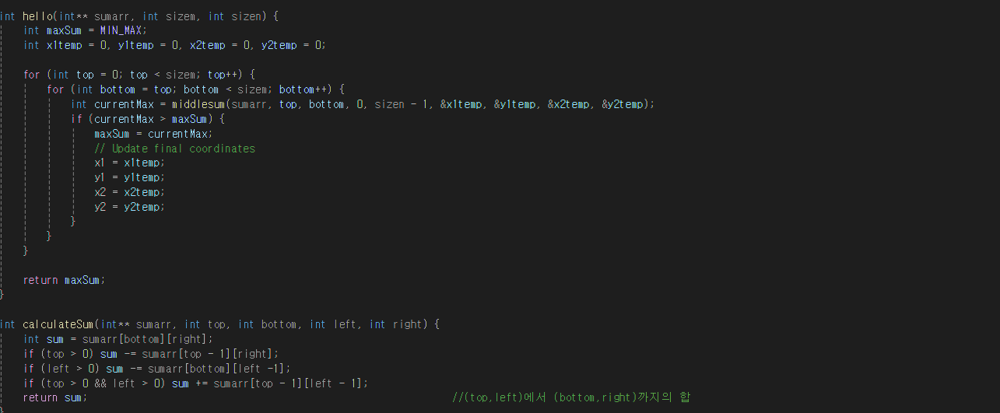 int hello(int** sumarr, int sizem, int sizen) {
int maxSum = MIN_MAX;
int x1temp = 0, y1temp = 0, x2temp = 0, y2temp = 0;
for (int top = 0; top < sizem; top++) {
for (int bottom = top; bottom < sizem; bottom++) {
int currentMax = middlesum(sumarr, top, bottom, 0, sizen - 1, &x1temp, &y1temp, &x2temp, &y2temp);
if (currentMax > maxSum) {
maxSum = currentMax;
// Update final coordinates
x1 = x1temp;
y1 = y1temp;
x2 = x2temp;
y2 = y2temp;
}
}
}
return maxSum;
}
int calculateSum(int** sumarr, int top, int bottom, int left, int right) {
int sum = sumarr[bottom][right];
if (top > 0) sum -= sumarr[top - 1][right];
if (left > 0) sum -= sumarr[bottom][left -1];
if (top > 0 && left > 0) sum += sumarr[top - 1][left - 1];
return sum; //(top,left)에서 (bottom,right)까지의 합
}